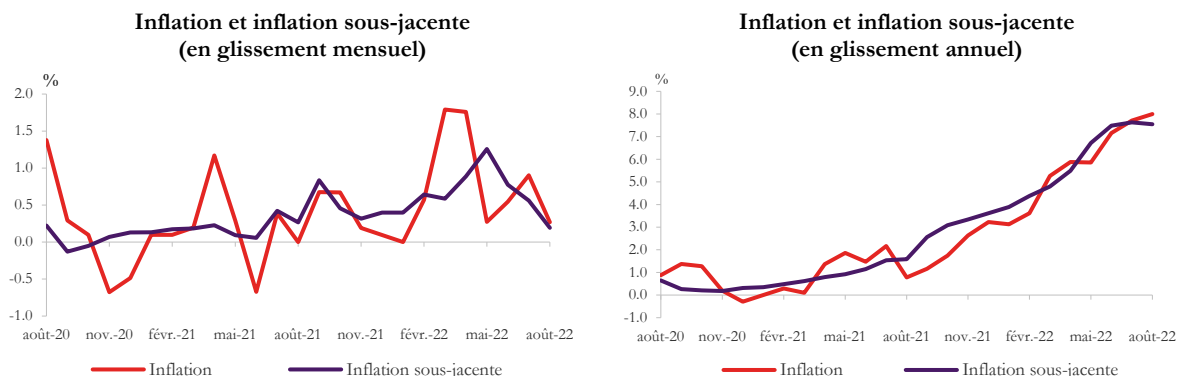 Inflation et inflation sous-jacente
(en glissement mensuel)
%
2.0
1.5
1.0
0.5
0.0
-0.5
-1.0
août-20 nov.-20 févr.-21 mai-21 août-21 nov.-21 févr.-22 mai-22 août-22
Inflation Inflation sous-jacente
Inflation et inflation sous-jacente
(en glissement annuel)
%
9.0
8.0
7.0
6.0
5.0
4.0
3.0
2.0
1.0
0.0
-1.0
août-20 nov.-20 févr.-21 mai-21 août-21 nov.-21 févr.-22 mai-22 août-22
Inflation Inflation sous-jacente